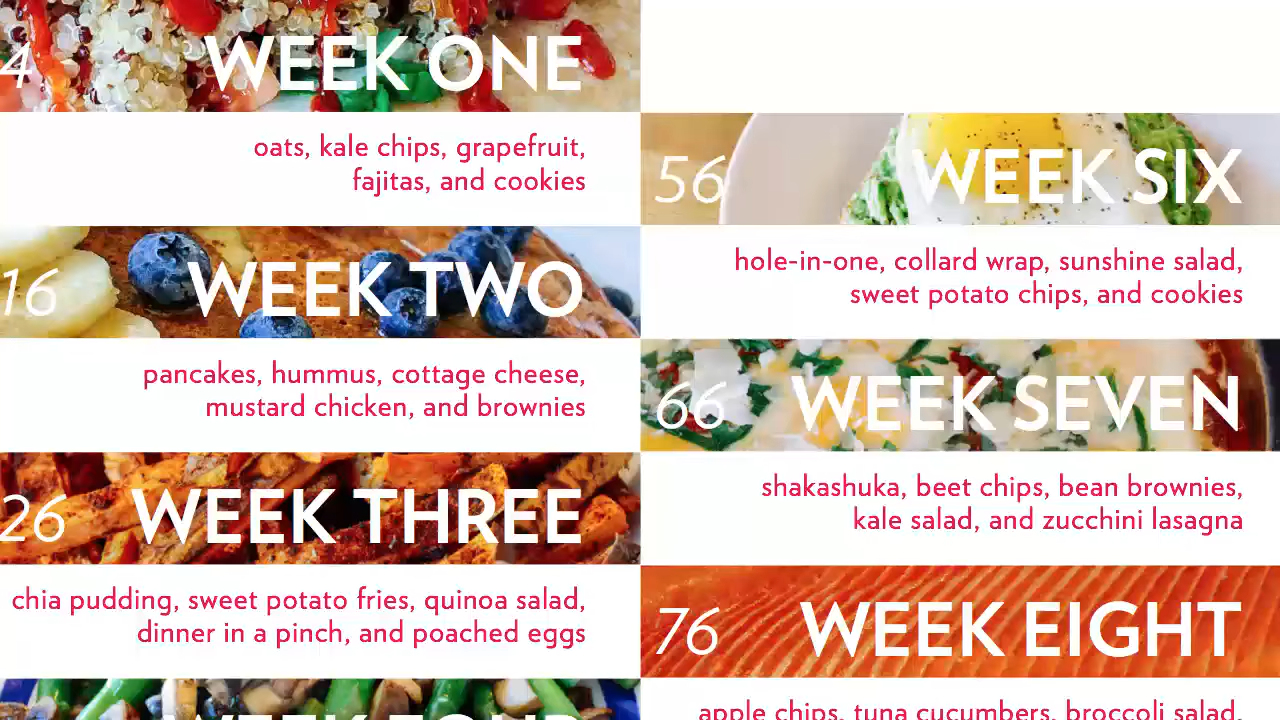 4 WEEK ONE
oats, kale chips, grapefruit,
fajitas, and cookies
16 WEEK TWO
pancakes, hummus, cottage cheese,
mustard chicken, and brownies
26 WEEK THREE
chia pudding, sweet potato fries, quinoa salad,
dinner in a pinch, and poached eggs
WEEK FOUR
56 WEEK SIX
hole-in-one, collard wrap, sunshine salad,
sweet potato chips, and cookies
66 WEEK SEVEN
shakashuka, beet chips, bean brownies,
kale salad, and zucchini lasagna
76 WEEK EIGHT
apple chips, tuna cucumbers, broccoli salad,